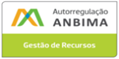 Autorregulação
ANBIMA
Gestão de Recursos